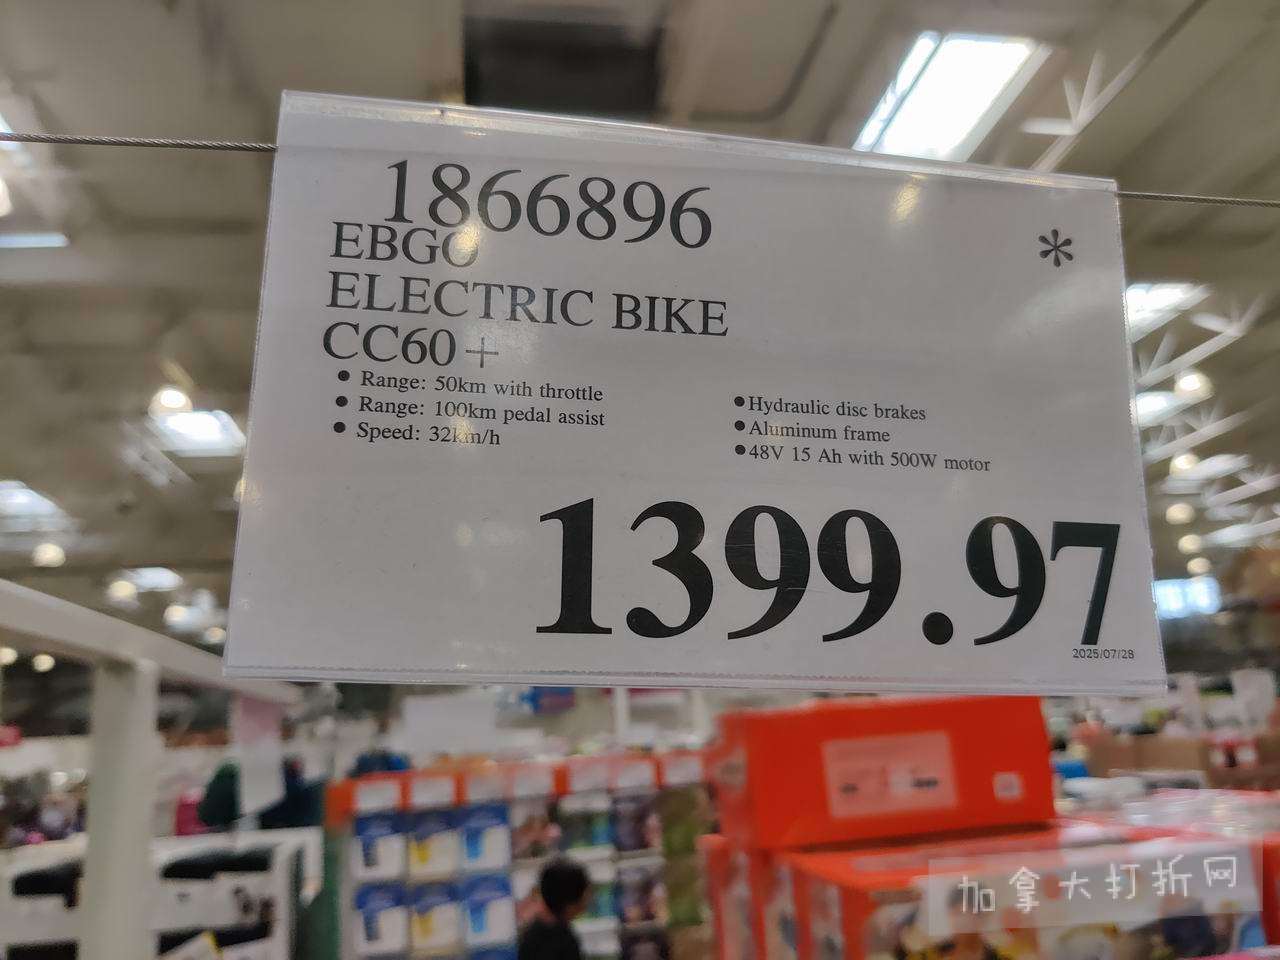 1866896
*
EBGO
ELECTRIC BIKE
CC60+
● Range: 50km with throttle
● Range: 100km pedal assist
● Speed: 32km/h
●Hydraulic disc brakes
●Aluminum frame
●48V 15 Ah with 500W motor
1399.97
2025/07/28
加拿大打折网